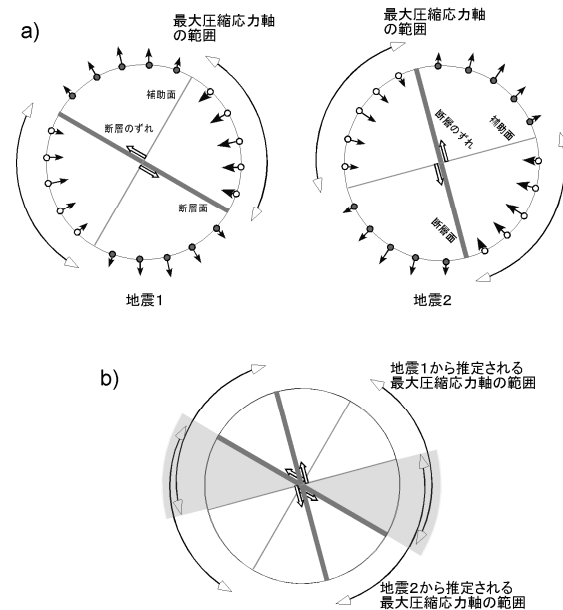 a)
最大圧縮応力軸
の範囲
補助面
断層のずれ
断層面
地震1
最大圧縮応力軸
の範囲
断層のずれ
補助面
断層面
地震2
b)
地震1から推定される
最大圧縮応力軸の範囲
地震2から推定される
最大圧縮応力軸の範囲